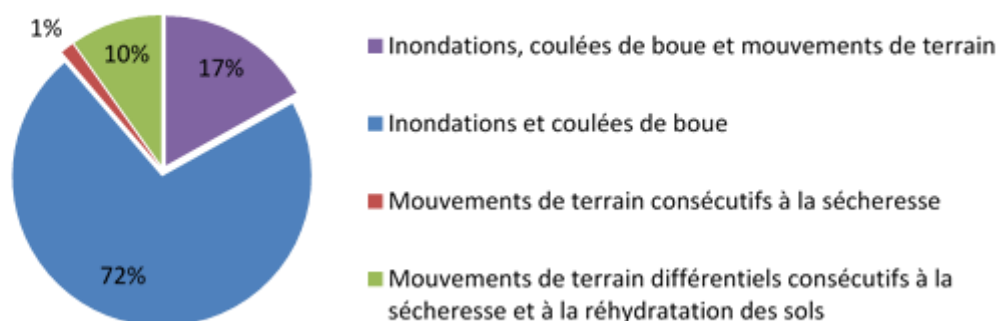 1%
10%
17%
72%
Inondations, coulées de boue et mouvements de terrain
Inondations et coulées de boue
Mouvements de terrain consécutifs à la sécheresse
Mouvements de terrain différentiels consécutifs à la
sécheresse et à la réhydratation des sols